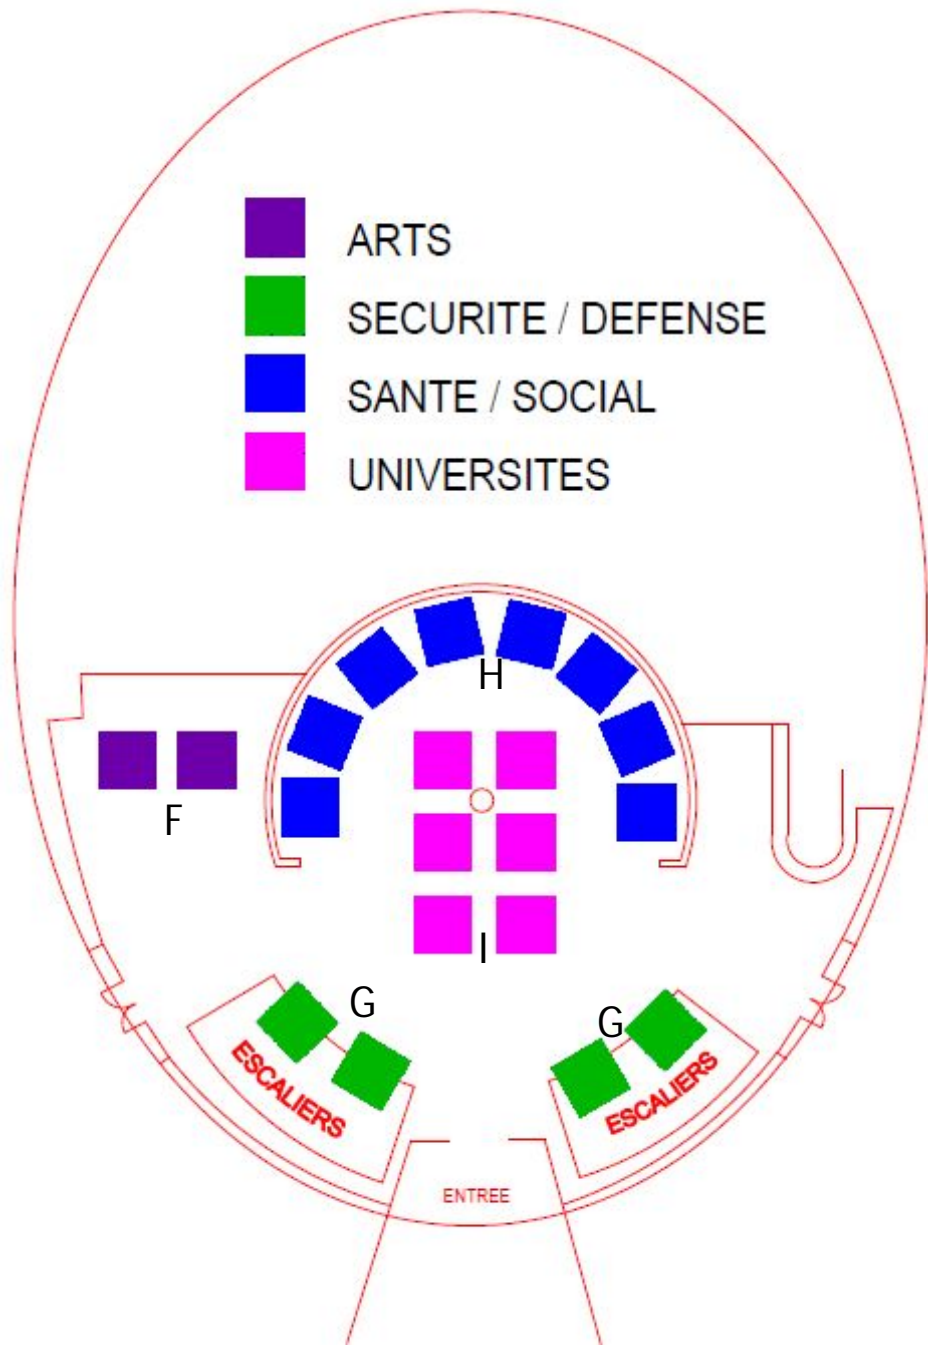 ARTS
SECURITE / DEFENSE
SANTE / SOCIAL
UNIVERSITES
H
F
I
G
G
ESCALIERS
ESCALIERS
ENTREE